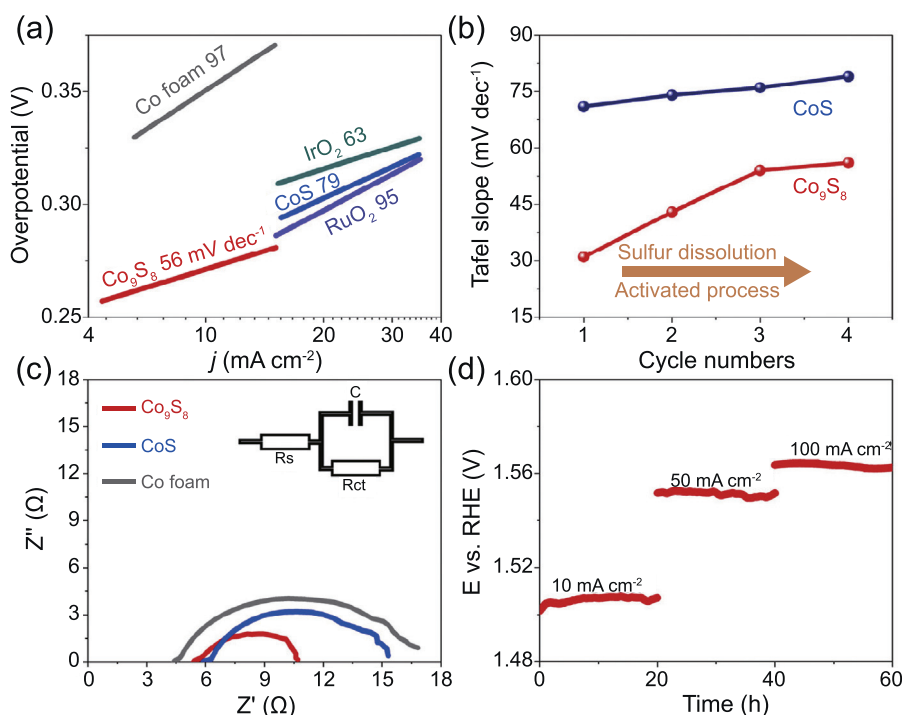 (a)
0.35
0.30
0.25
Overpotential (V)
Co foam 97
IrO₂ 63
CoS 79
RuO₂ 95
Co₉S₈ 56 mV dec⁻¹
4 10 20 30 40
j (mA cm⁻²)
(b)
90
75
60
45
30
15
Tafel slope (mV dec⁻¹)
CoS
Co₉S₈
Sulfur dissolution
Activated process
1 2 3 4
Cycle numbers
(c)
18
15
12
9
6
3
0
Z'' (Ω)
Co₉S₈
CoS
Co foam
C
Rs
Rct
0 3 6 9 12 15 18
Z' (Ω)
(d)
1.60
1.56
1.52
1.48
E vs. RHE (V)
10 mA cm⁻²
50 mA cm⁻²
100 mA cm⁻²
0 20 40 60
Time (h)